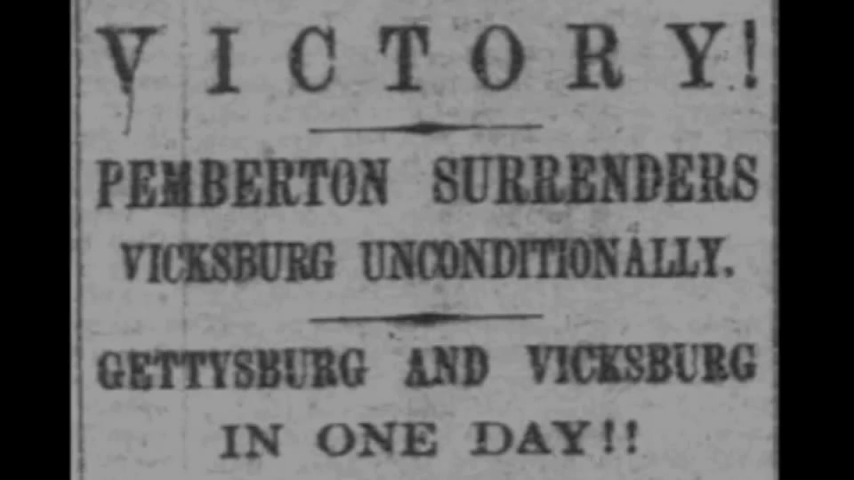 VICTORY!
PEMBERTON SURRENDERS
VICKSBURG UNCONDITIONALLY.
GETTYSBURG AND VICKSBURG
IN ONE DAY!!